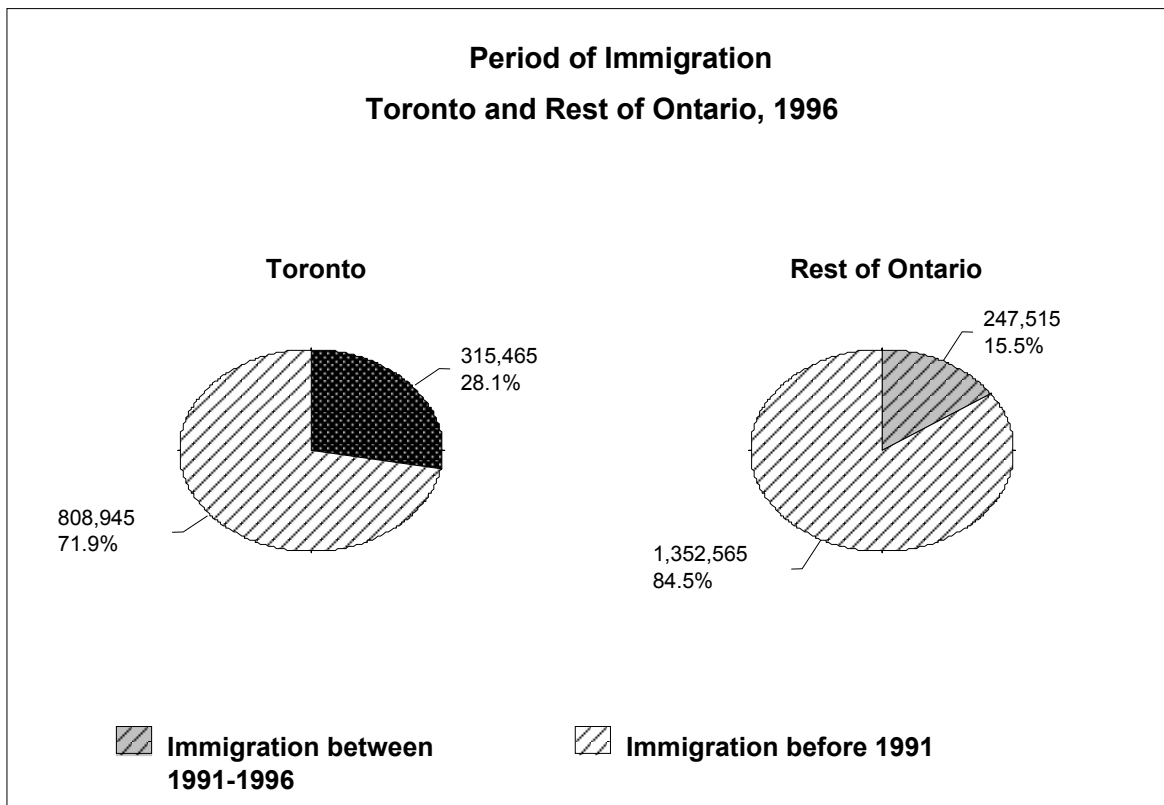 Period of Immigration
Toronto and Rest of Ontario, 1996
Toronto
Rest of Ontario
315,465
28.1%
808,945
71.9%
247,515
15.5%
1,352,565
84.5%
Immigration between
1991-1996
Immigration before 1991